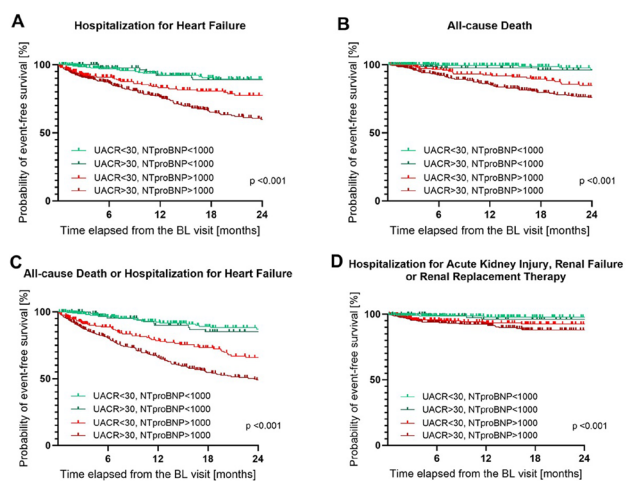 A
Hospitalization for Heart Failure
Probability of event-free survival [%]
100
50
0
UACR<30, NTproBNP<1000
UACR>30, NTproBNP<1000
UACR<30, NTproBNP>1000
UACR>30, NTproBNP>1000
p <0.001
6
12
18
24
Time elapsed from the BL visit [months]
B
All-cause Death
Probability of event-free survival [%]
100
50
0
UACR<30, NTproBNP<1000
UACR>30, NTproBNP<1000
UACR<30, NTproBNP>1000
UACR>30, NTproBNP>1000
p <0.001
6
12
18
24
Time elapsed from the BL visit [months]
C
All-cause Death or Hospitalization for Heart Failure
Probability of event-free survival [%]
100
50
0
UACR<30, NTproBNP<1000
UACR>30, NTproBNP<1000
UACR<30, NTproBNP>1000
UACR>30, NTproBNP>1000
p <0.001
6
12
18
24
Time elapsed from the BL visit [months]
D
Hospitalization for Acute Kidney Injury, Renal Failure
or Renal Replacement Therapy
Probability of event-free survival [%]
100
50
0
UACR<30, NTproBNP<1000
UACR>30, NTproBNP<1000
UACR<30, NTproBNP>1000
UACR>30, NTproBNP>1000
p <0.001
6
12
18
24
Time elapsed from the BL visit [months]